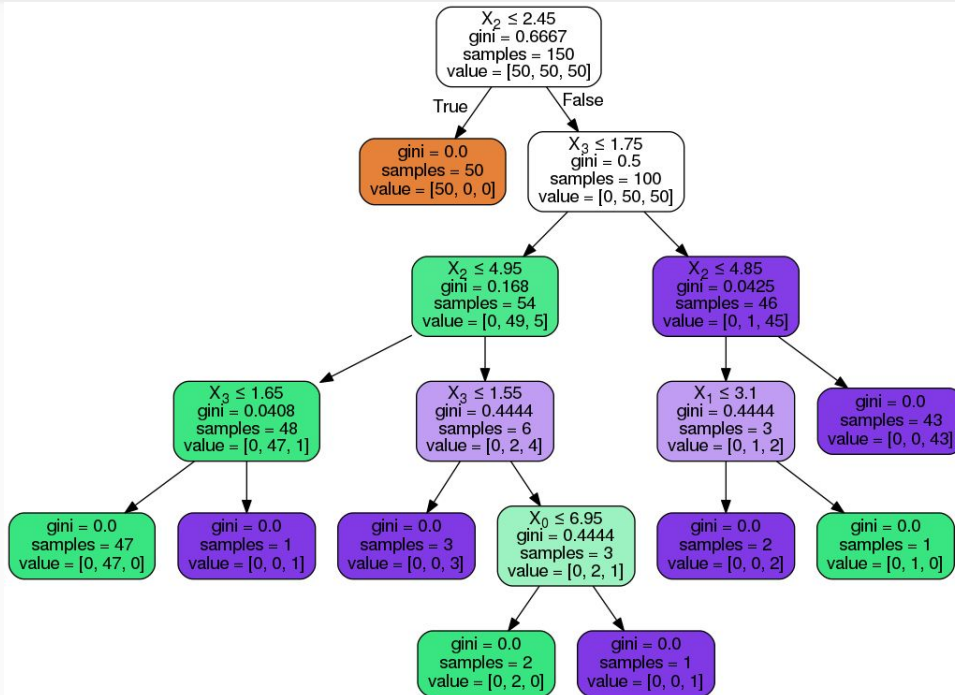 X₂ ≤ 2.45
gini = 0.6667
samples = 150
value = [50, 50, 50]
True
False
gini = 0.0
samples = 50
value = [50, 0, 0]
X₃ ≤ 1.75
gini = 0.5
samples = 100
value = [0, 50, 50]
X₂ ≤ 4.95
gini = 0.168
samples = 54
value = [0, 49, 5]
X₂ ≤ 4.85
gini = 0.0425
samples = 46
value = [0, 1, 45]
X₃ ≤ 1.65
gini = 0.0408
samples = 48
value = [0, 47, 1]
X₃ ≤ 1.55
gini = 0.4444
samples = 6
value = [0, 2, 4]
X₁ ≤ 3.1
gini = 0.4444
samples = 3
value = [0, 1, 2]
gini = 0.0
samples = 43
value = [0, 0, 43]
gini = 0.0
samples = 47
value = [0, 47, 0]
gini = 0.0
samples = 1
value = [0, 0, 1]
gini = 0.0
samples = 3
value = [0, 0, 3]
X₀ ≤ 6.95
gini = 0.4444
samples = 3
value = [0, 2, 1]
gini = 0.0
samples = 2
value = [0, 0, 2]
gini = 0.0
samples = 1
value = [0, 1, 0]
gini = 0.0
samples = 2
value = [0, 2, 0]
gini = 0.0
samples = 1
value = [0, 0, 1]